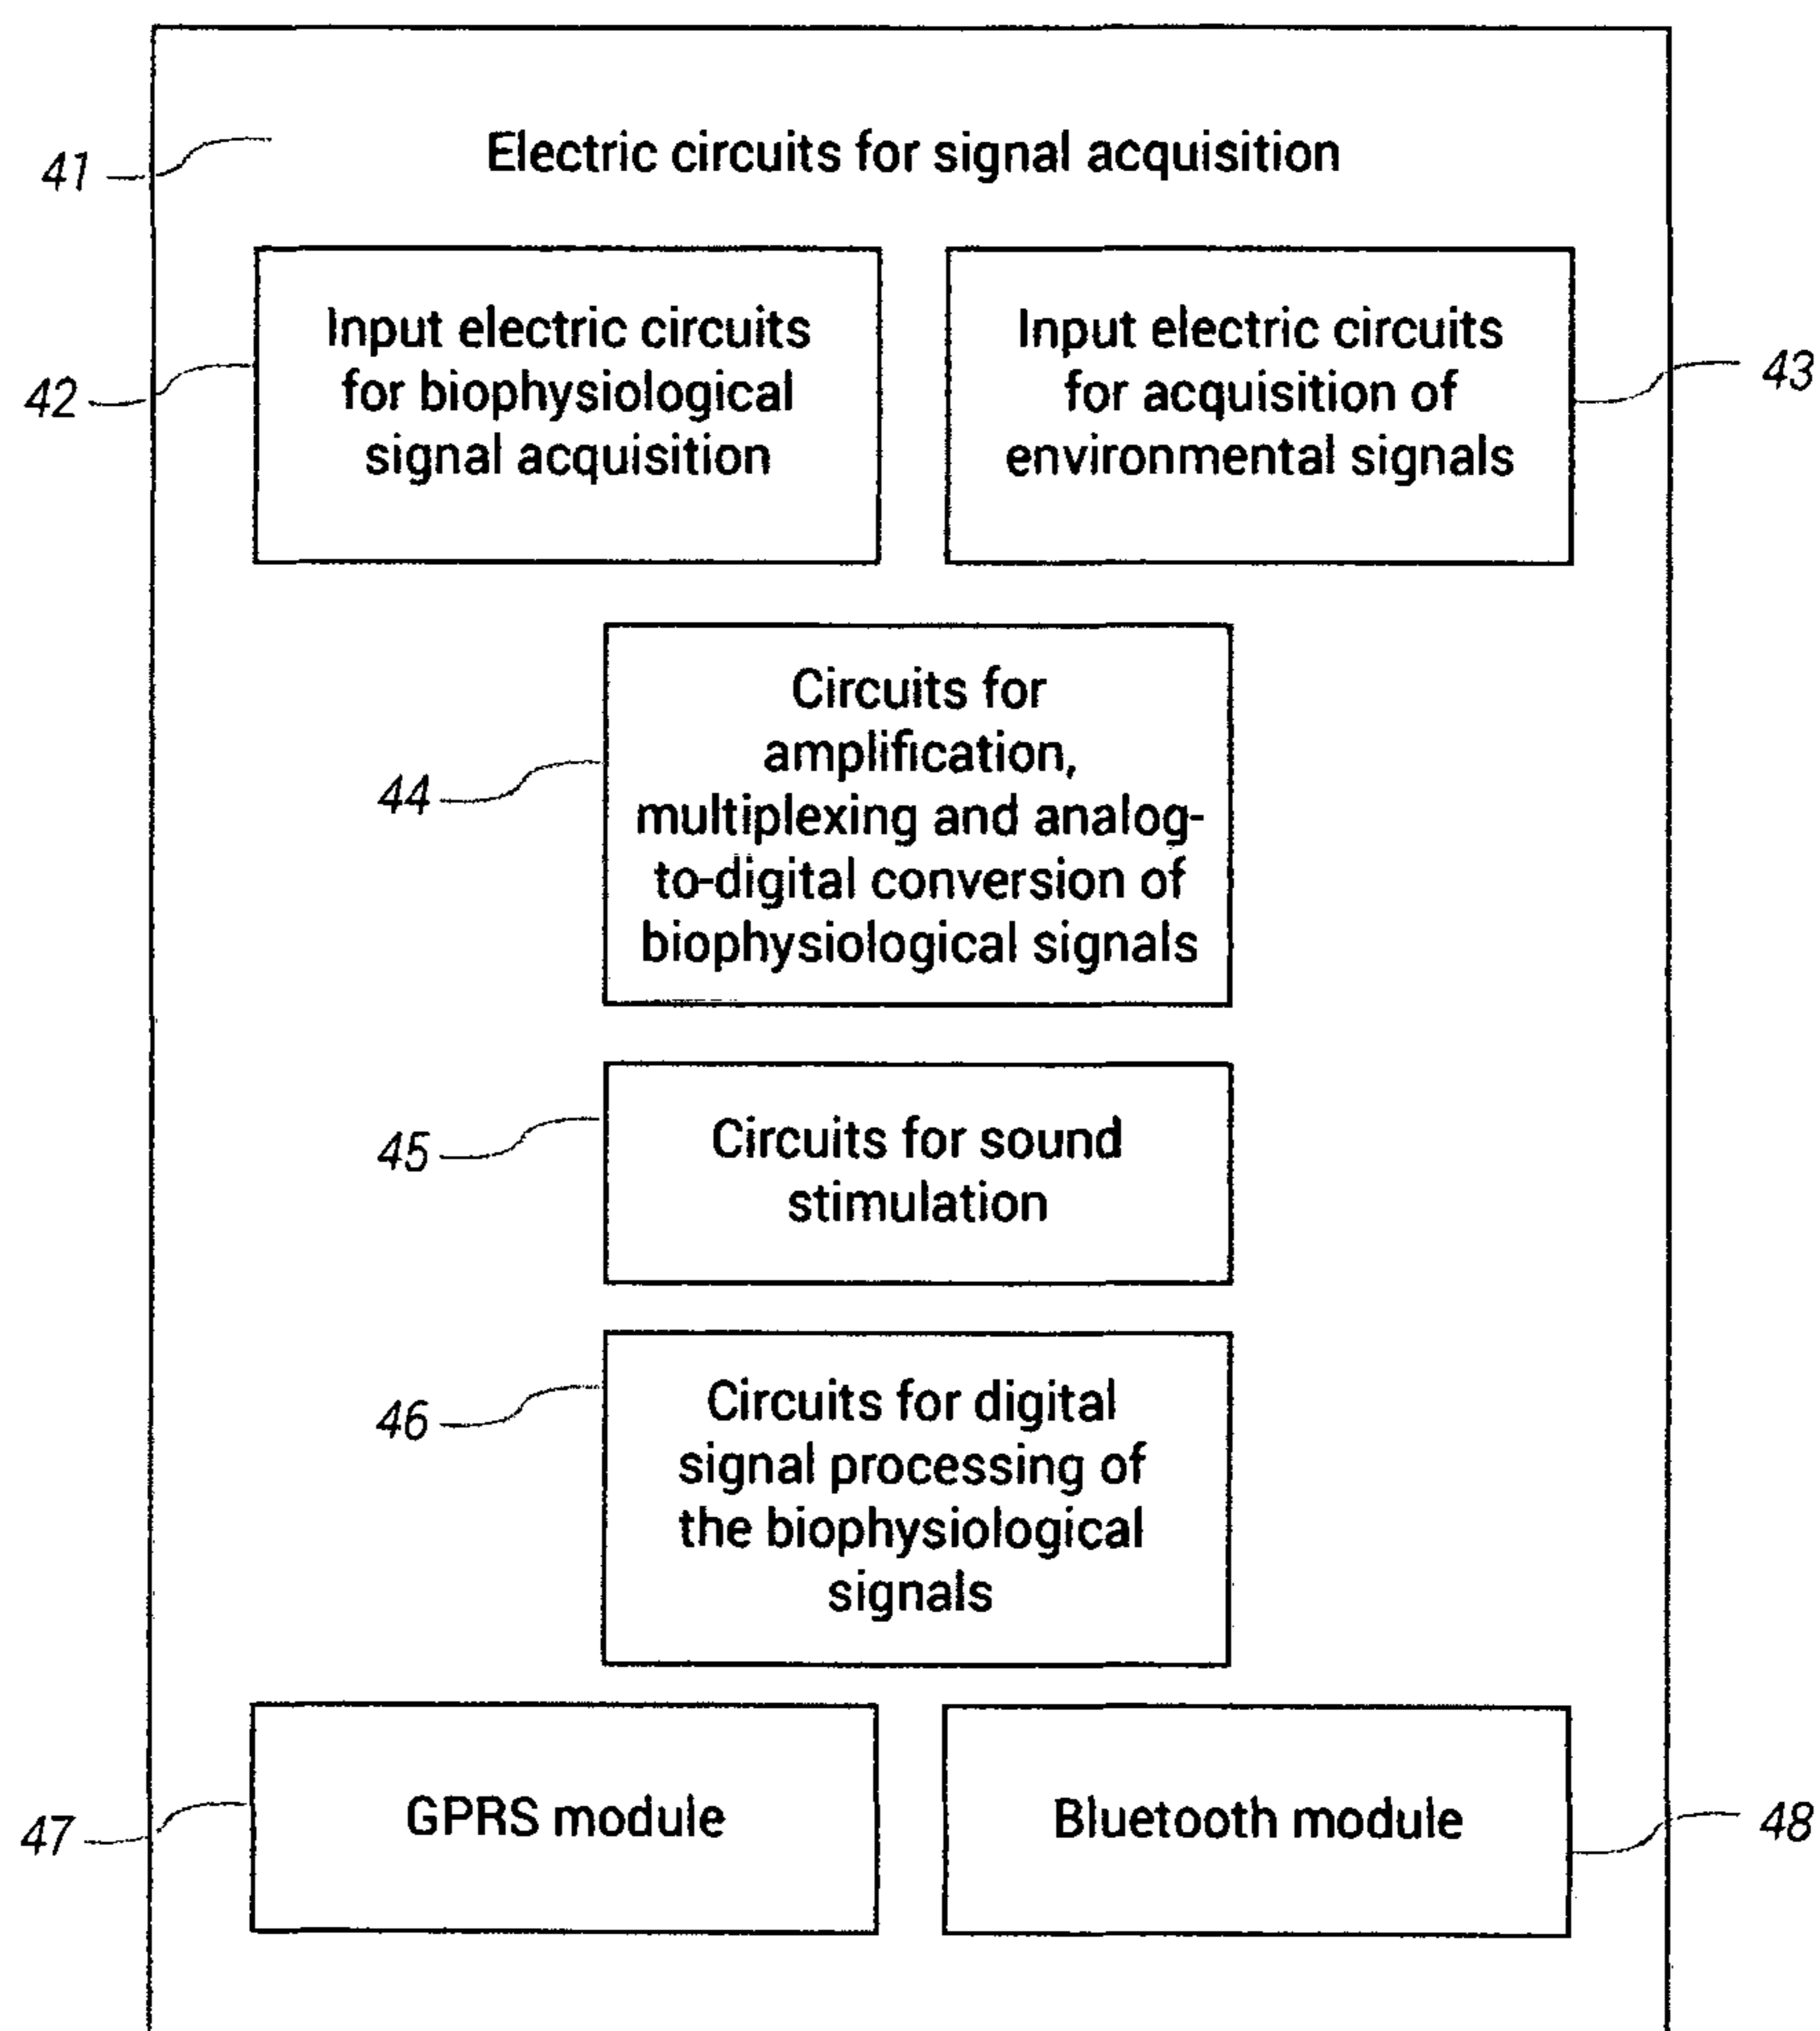 41
Electric circuits for signal acquisition
42
Input electric circuits
for biophysiological
signal acquisition
Input electric circuits
for acquisition of
environmental signals
43
44
Circuits for
amplification,
multiplexing and analog-
to-digital conversion of
biophysiological signals
45
Circuits for sound
stimulation
46
Circuits for digital
signal processing of
the biophysiological
signals
47
GPRS module
Bluetooth module
48